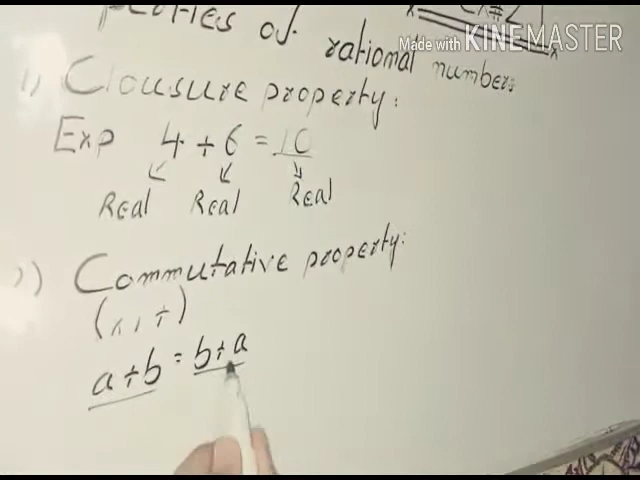 Made with KINEMASTER
of rational numbers
1) Clousure property:
Exp 4 + 6 = 10
Real Real Real
2) Commutative property:
(x, +)
a + b = b + a